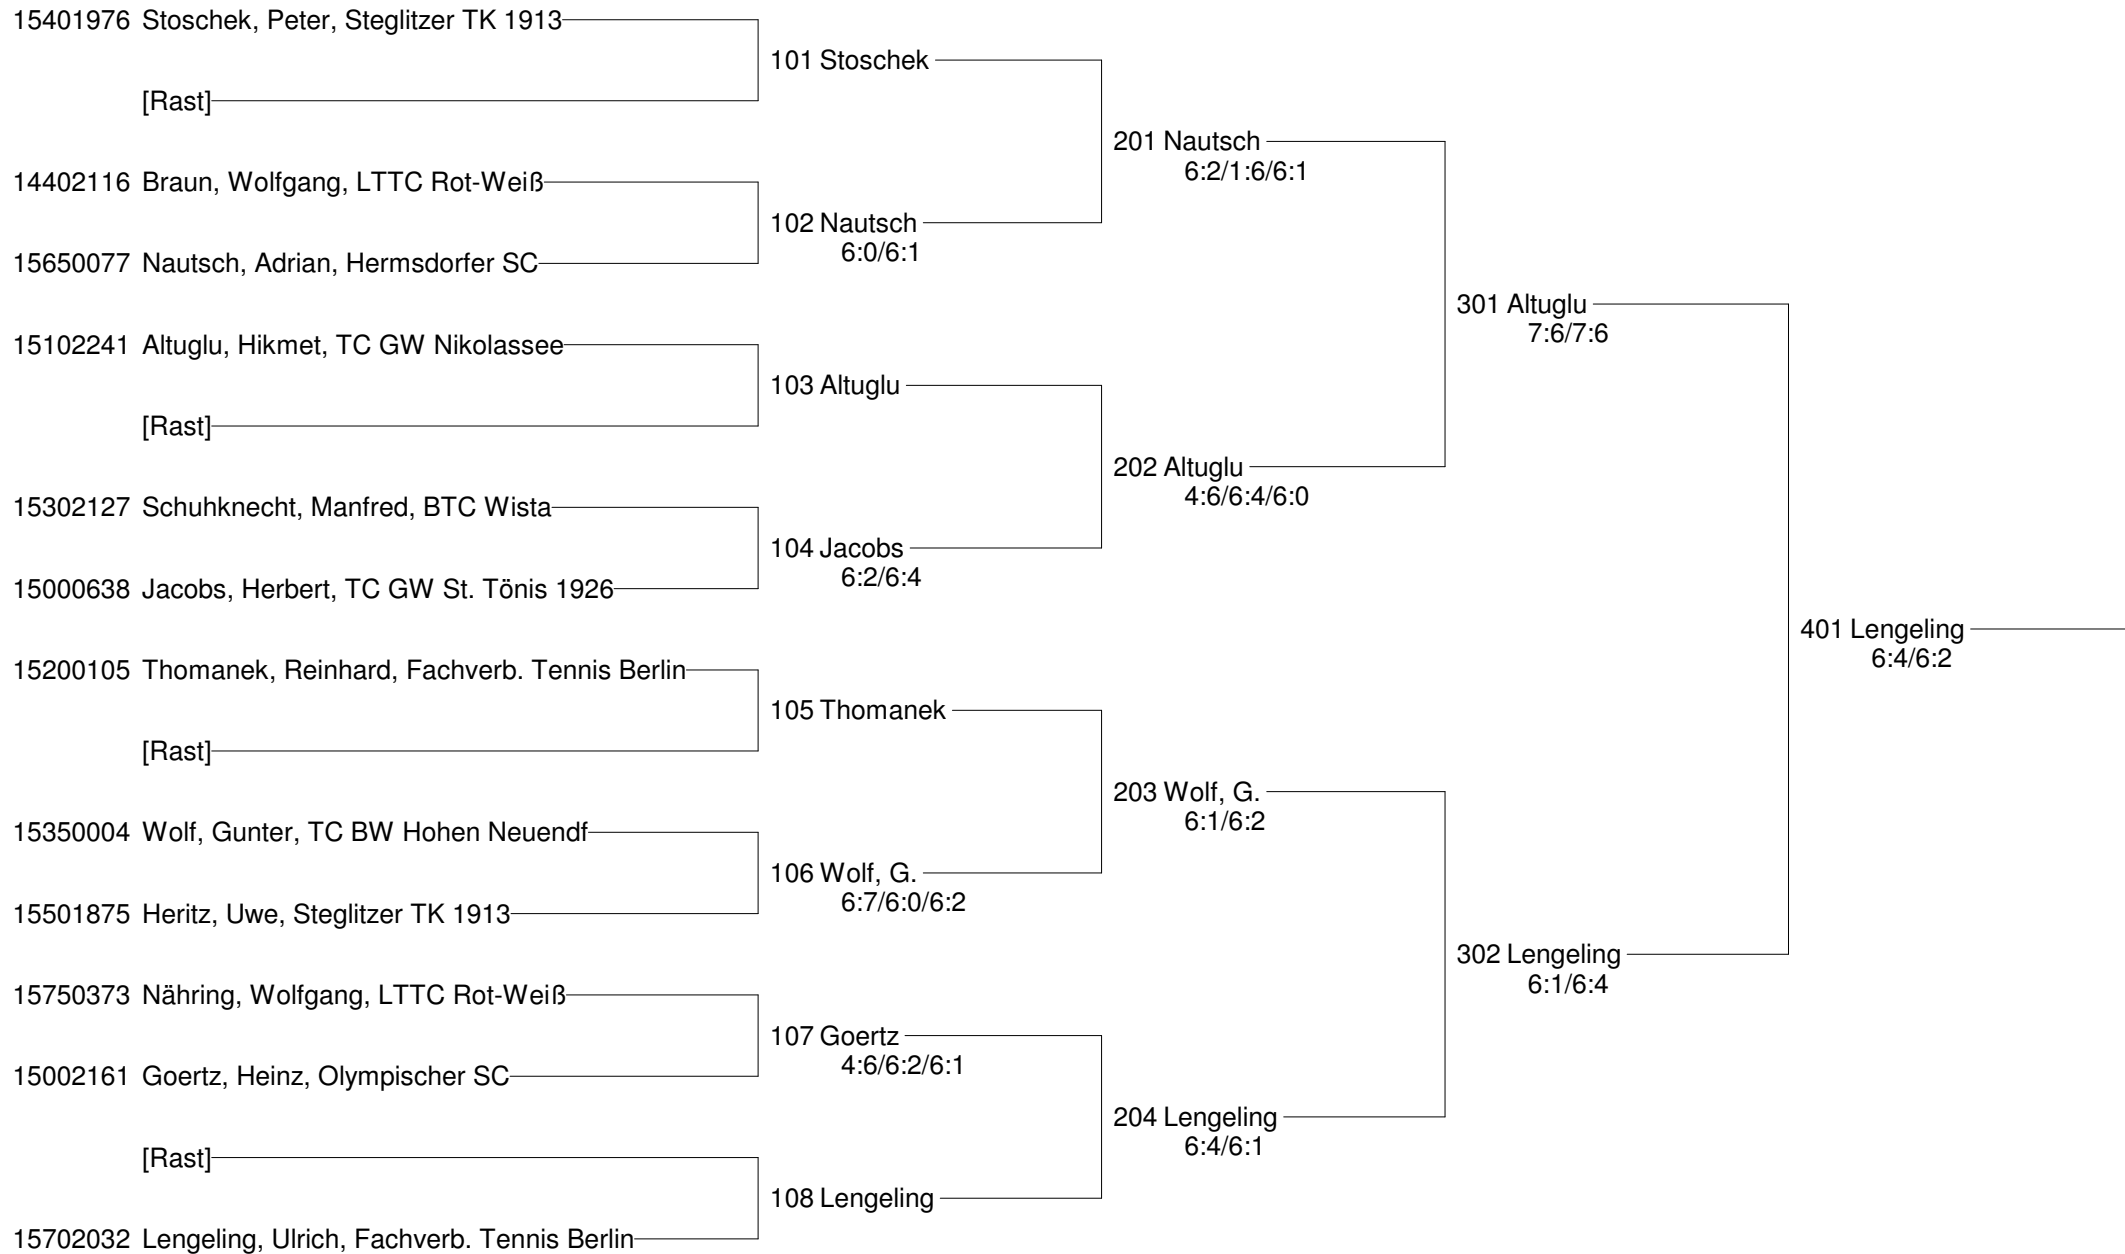 15401976 Stoschek, Peter, Steglitzer TK 1913
[Rast]
14402116 Braun, Wolfgang, LTTC Rot-Weiß
15650077 Nautsch, Adrian, Hermsdorfer SC
15102241 Altuglu, Hikmet, TC GW Nikolassee
[Rast]
15302127 Schuhknecht, Manfred, BTC Wista
15000638 Jacobs, Herbert, TC GW St. Tönis 1926
15200105 Thomanek, Reinhard, Fachverb. Tennis Berlin
[Rast]
15350004 Wolf, Gunter, TC BW Hohen Neuendf
15501875 Heritz, Uwe, Steglitzer TK 1913
15750373 Nähring, Wolfgang, LTTC Rot-Weiß
15002161 Goertz, Heinz, Olympischer SC
[Rast]
15702032 Lengeling, Ulrich, Fachverb. Tennis Berlin
101 Stoschek
102 Nautsch
6:0/6:1
103 Altuglu
104 Jacobs
6:2/6:4
105 Thomanek
106 Wolf, G.
6:7/6:0/6:2
107 Goertz
4:6/6:2/6:1
108 Lengeling
201 Nautsch
6:2/1:6/6:1
202 Altuglu
4:6/6:4/6:0
203 Wolf, G.
6:1/6:2
204 Lengeling
6:4/6:1
301 Altuglu
7:6/7:6
302 Lengeling
6:1/6:4
401 Lengeling
6:4/6:2